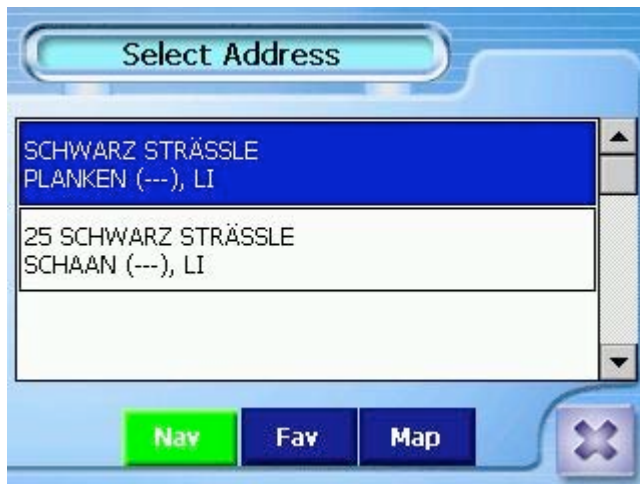 Select Address
SCHWARZ STRÄSSLE
PLANKEN (---), LI
25 SCHWARZ STRÄSSLE
SCHAAN (---), LI
Nav
Fav
Map